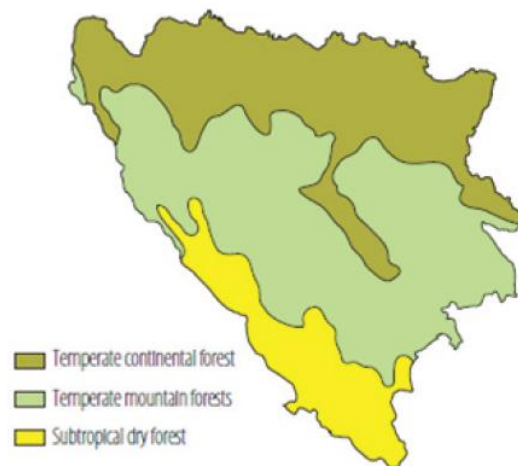 Temperate continental forest
Temperate mountain forests
Subtropical dry forest